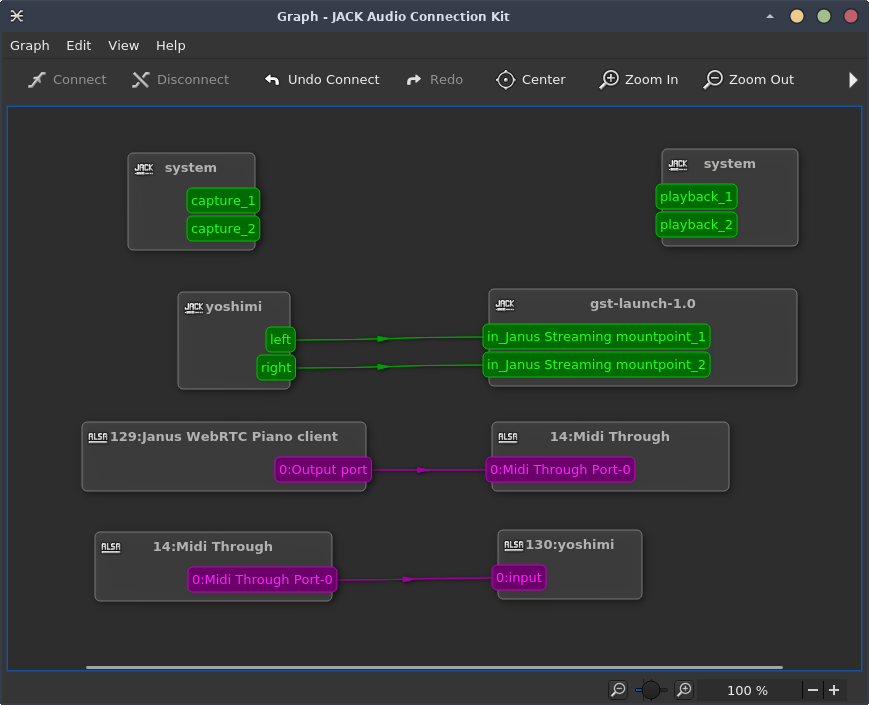 Graph - JACK Audio Connection Kit
Graph Edit View Help
Connect Disconnect Undo Connect Redo Center Zoom In Zoom Out
JACK system
capture_1
capture_2
JACK system
playback_1
playback_2
JACK yoshimi
left
right
JACK gst-launch-1.0
in_Janus Streaming mountpoint_1
in_Janus Streaming mountpoint_2
ALSA 129:Janus WebRTC Piano client
0:Output port
ALSA 14:Midi Through
0:Midi Through Port-0
ALSA 14:Midi Through
0:Midi Through Port-0
ALSA 130:yoshimi
0:input
100 %